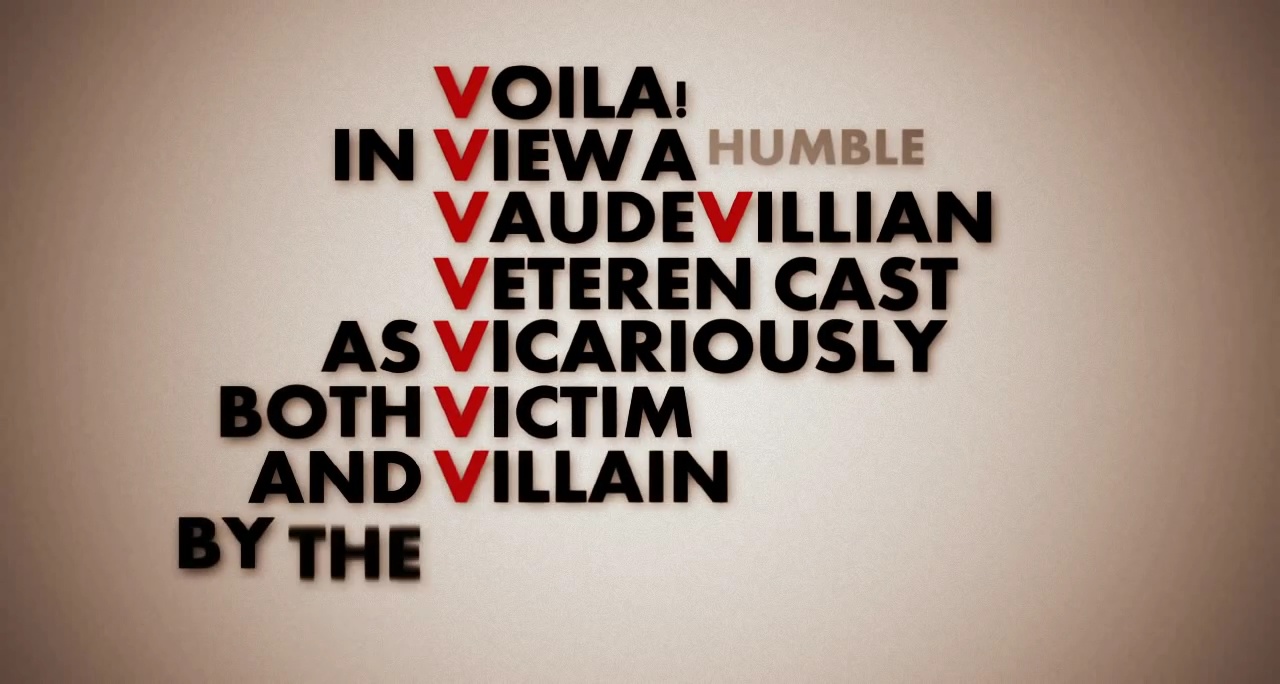 VOILA!
IN VIEW A HUMBLE
VAUDEVILLIAN
VETEREN CAST
AS VICARIOUSLY
BOTH VICTIM
AND VILLAIN
BY THE